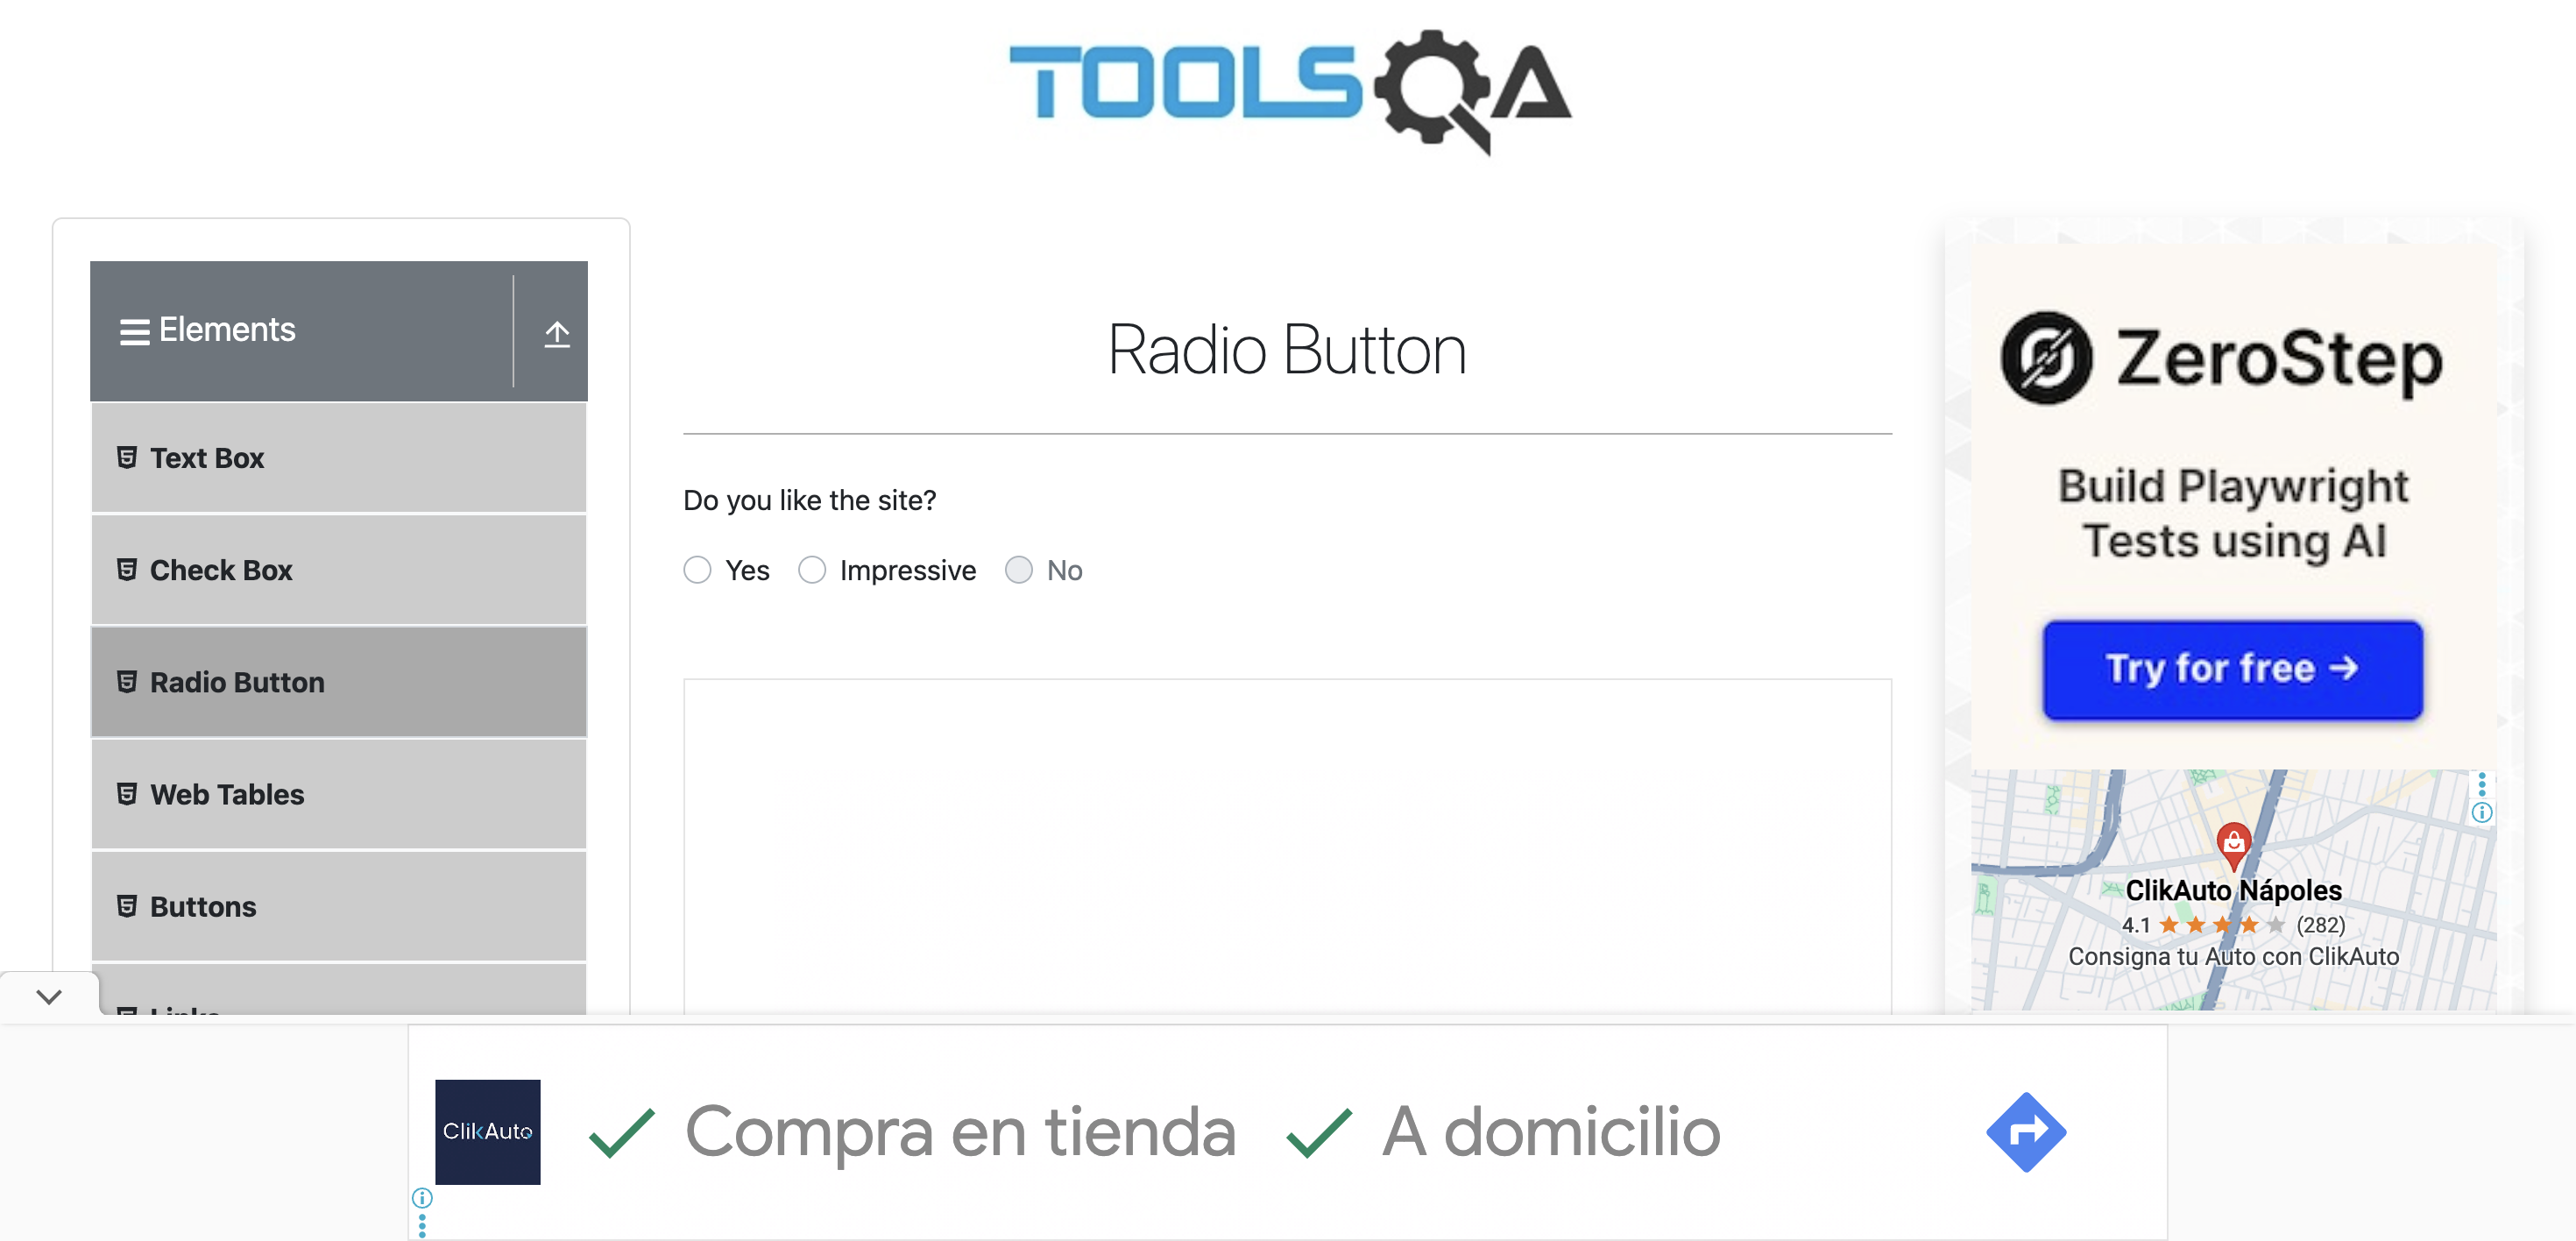 TOOLSQA
Elements
Text Box
Check Box
Radio Button
Web Tables
Buttons
Links
Radio Button
Do you like the site?
Yes
Impressive
No
ZeroStep
Build Playwright
Tests using AI
Try for free →
ClikAuto Nápoles
4.1 ★★★★★ (282)
Consigna tu Auto con ClikAuto
ClikAuto
Compra en tienda
A domicilio